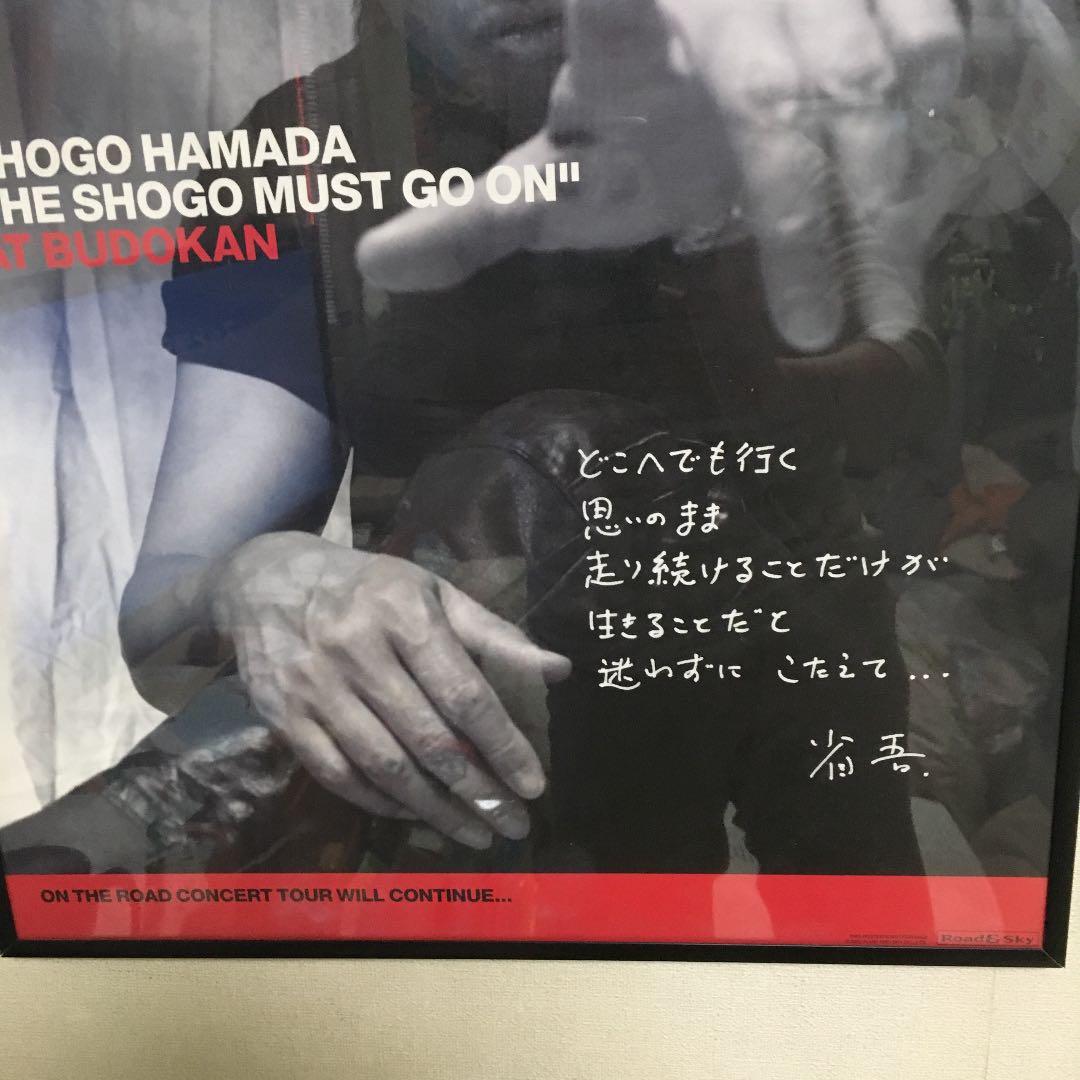 HOGO HAMADA
HE SHOGO MUST GO ON"
AT BUDOKAN
どこへでも行く
思いのまま
走り続けることだけが
生きることだと
迷わずに こたえて...
省吾.
ON THE ROAD CONCERT TOUR WILL CONTINUE...
Road&Sky